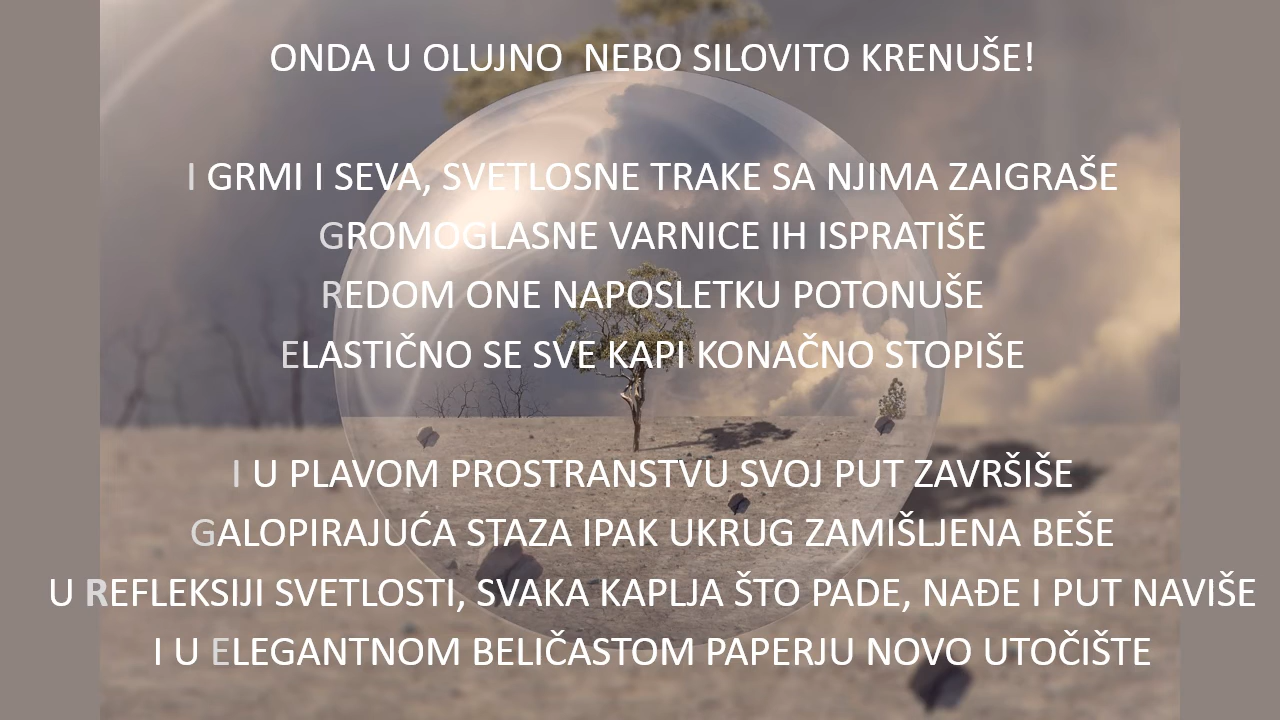 ONDA U OLUJNO  NEBO SILOVITO KRENUŠE!
I GRMI I SEVA, SVETLOSNE TRAKE SA NJIMA ZAIGRAŠE
GROMOGLASNE VARNICE IH ISPRATIŠE
REDOM ONE NAPOSLETKU POTONUŠE
ELASTIČNO SE SVE KAPI KONAČNO STOPIŠE
I U PLAVOM PROSTRANSTVU SVOJ PUT ZAVRŠIŠE
GALOPIRAJUĆA STAZA IPAK UKRUG ZAMIŠLJENA BEŠE
U REFLEKSIJI SVETLOSTI, SVAKA KAPLJA ŠTO PADE, NAĐE I PUT NAVIŠE
I U ELEGANTNOM BELIČASTOM PAPERJU NOVO UTOČIŠTE